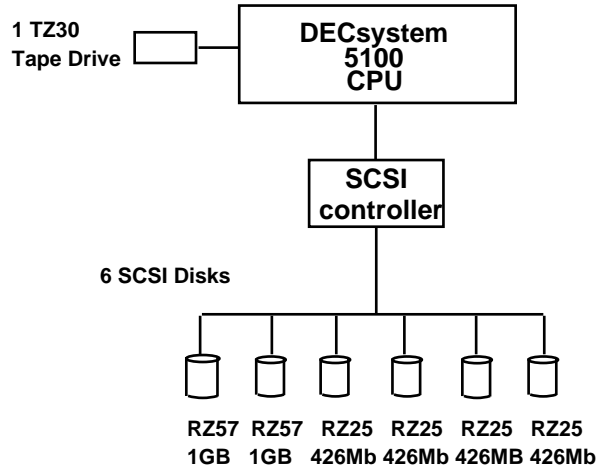 1 TZ30
Tape Drive
DECsystem
5100
CPU
SCSI
controller
6 SCSI Disks
RZ57 RZ57 RZ25 RZ25 RZ25 RZ25
1GB 1GB 426Mb 426Mb 426MB 426Mb